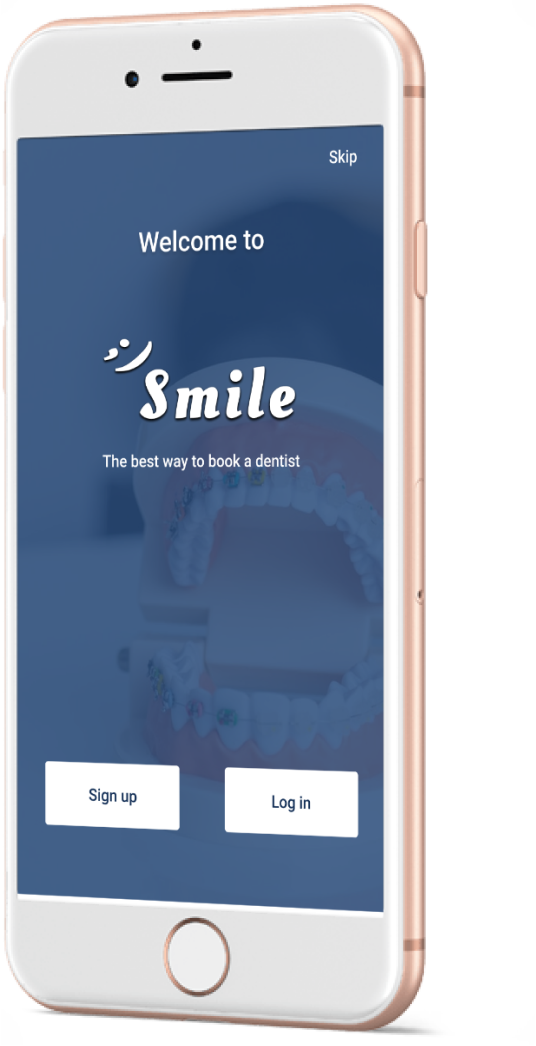 Skip
Welcome to
Smile
The best way to book a dentist
Sign up
Log in